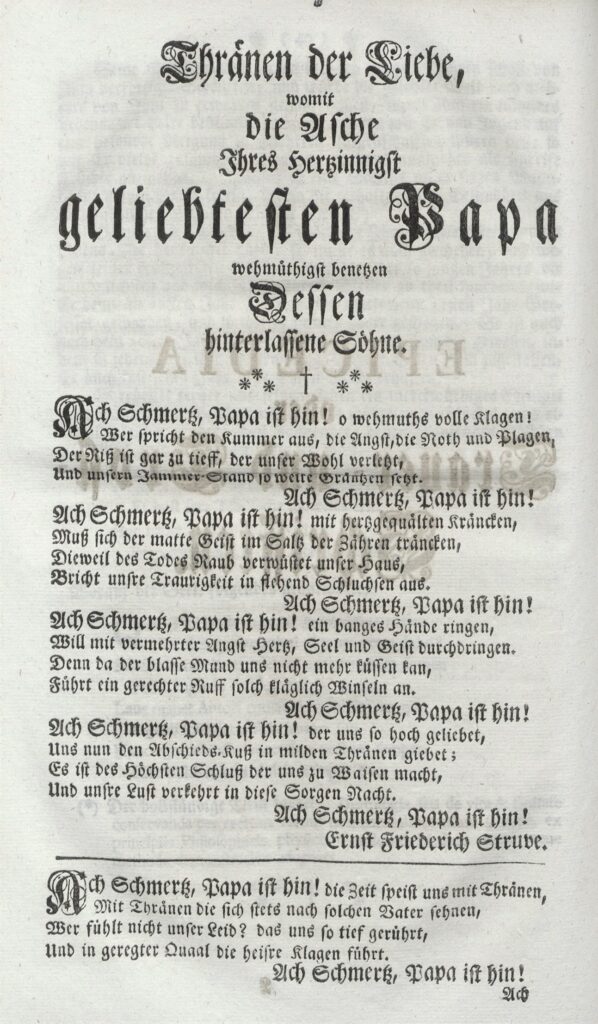 Thränen der Liebe,
womit
die Asche
Ihres Hertzinnigst
geliebtesten Papa
wehmüthigst benetzen
Dessen
hinterlassene Söhne.
⁂ † ⁂
Ach Schmertz, Papa ist hin! o wehmuths volle Klagen!
Wer spricht den Kummer aus, die Angst, die Noth und Plagen,
Der Riß ist gar zu tieff, der unser Wohl verletzt,
Und unsern Jammer-Stand so weite Gräntzen setzt.
Ach Schmertz, Papa ist hin!
Ach Schmertz, Papa ist hin! mit hertzgequälten Kräncken,
Muß sich der matte Geist im Saltz der Zähren träncken,
Dieweil des Todes Raub verwüstet unser Haus,
Bricht unsre Traurigkeit in flehend Schluchsen aus.
Ach Schmertz, Papa ist hin!
Ach Schmertz, Papa ist hin! ein banges Hände ringen,
Will mit vermehrter Angst Hertz, Seel und Geist durchdringen.
Denn da der blasse Mund uns nicht mehr küssen kan,
Führt ein gerechter Ruff solch kläglich Winseln an.
Ach Schmertz, Papa ist hin!
Ach Schmertz, Papa ist hin! der uns so hoch geliebet,
Uns nun den Abschieds-Kuß in milden Thränen giebet;
Es ist des Höchsten Schluß der uns zu Waisen macht,
Und unsre Lust verkehrt in diese Sorgen Nacht.
Ach Schmertz, Papa ist hin!
Ernst Friederich Struve.
Ach Schmertz, Papa ist hin! die Zeit speist uns mit Thränen,
Mit Thränen die sich stets nach solchen Vater sehnen,
Wer fühlt nicht unser Leid? das uns so tief gerührt,
Und in geregter Quaal die heisre Klagen führt.
Ach Schmertz, Papa ist hin!
Ach